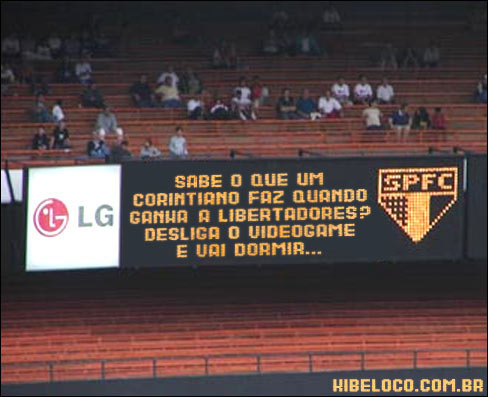 LG
SABE O QUE UM
CORINTIANO FAZ QUANDO
GANHA A LIBERTADORES?
DESLIGA O VIDEOGAME
E VAI DORMIR...
SPFC
KIBELOCO.COM.BR